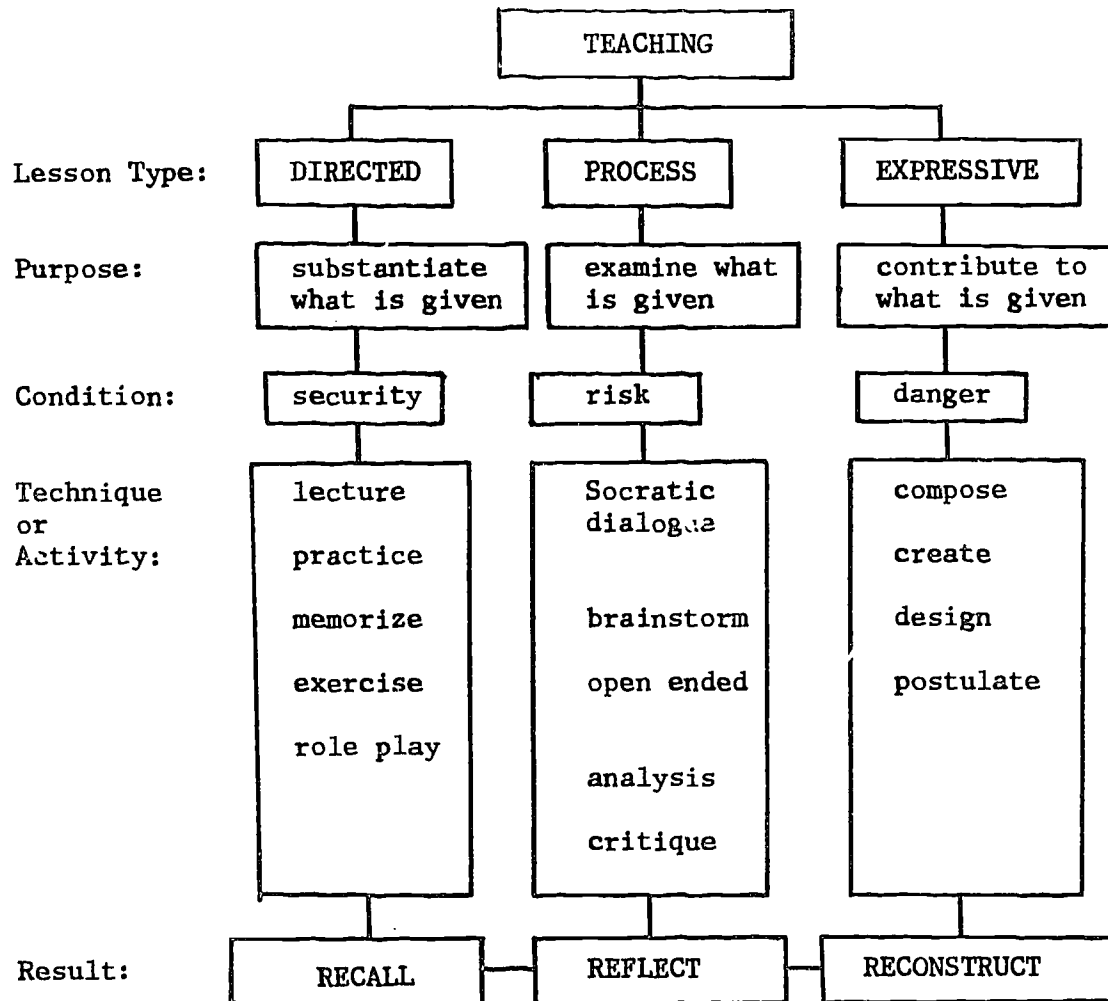 TEACHING
Lesson Type: DIRECTED PROCESS EXPRESSIVE
Purpose: substantiate examine what contribute to
what is given is given what is given
Condition: security risk danger
Technique lecture Socratic compose
or dialogue
Activity: practice create
memorize brainstorm design
exercise open ended postulate
role play
analysis
critique
Result: RECALL REFLECT RECONSTRUCT